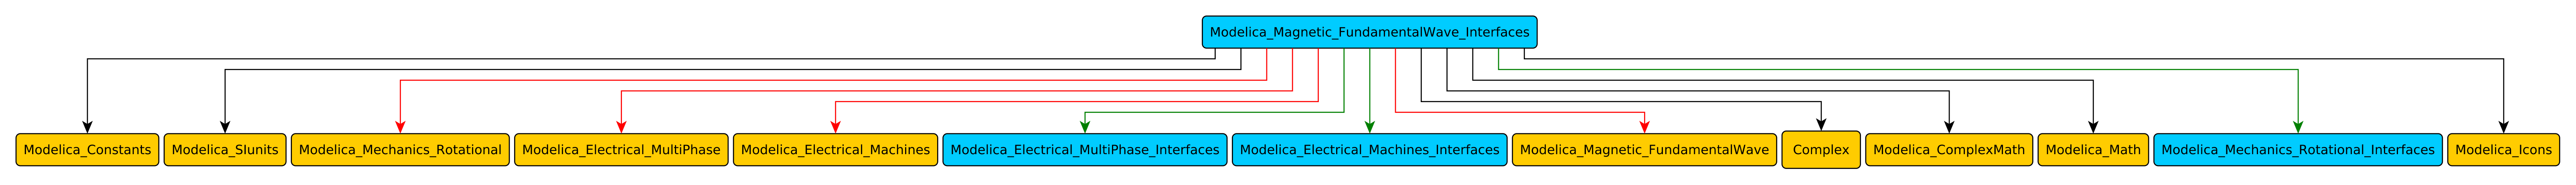 Modelica_Magnetic_FundamentalWave_Interfaces
Modelica_Constants
Modelica_SIunits
Modelica_Mechanics_Rotational
Modelica_Electrical_MultiPhase
Modelica_Electrical_Machines
Modelica_Electrical_MultiPhase_Interfaces
Modelica_Electrical_Machines_Interfaces
Modelica_Magnetic_FundamentalWave
Complex
Modelica_ComplexMath
Modelica_Math
Modelica_Mechanics_Rotational_Interfaces
Modelica_Icons